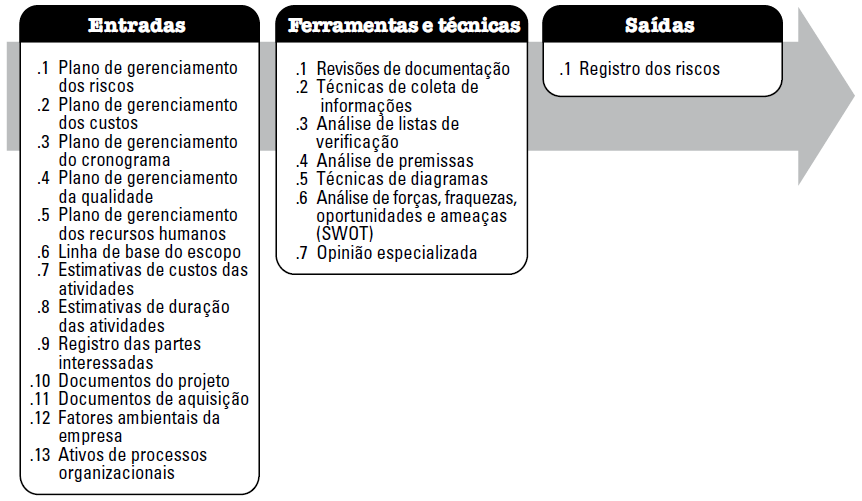 Entradas
.1 Plano de gerenciamento
dos riscos
.2 Plano de gerenciamento
dos custos
.3 Plano de gerenciamento
do cronograma
.4 Plano de gerenciamento
da qualidade
.5 Plano de gerenciamento
dos recursos humanos
.6 Linha de base do escopo
.7 Estimativas de custos das
atividades
.8 Estimativas de duração
das atividades
.9 Registro das partes
interessadas
.10 Documentos do projeto
.11 Documentos de aquisição
.12 Fatores ambientais da
empresa
.13 Ativos de processos
organizacionais
Ferramentas e técnicas
.1 Revisões de documentação
.2 Técnicas de coleta de
informações
.3 Análise de listas de
verificação
.4 Análise de premissas
.5 Técnicas de diagramas
.6 Análise de forças, fraquezas,
oportunidades e ameaças
(SWOT)
.7 Opinião especializada
Saídas
.1 Registro dos riscos